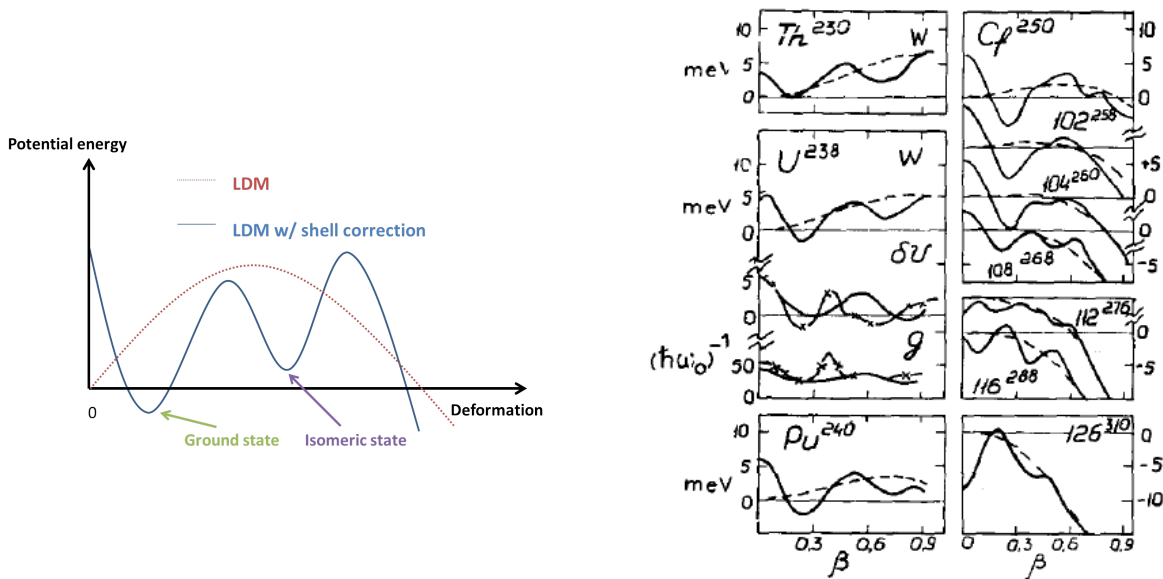 Potential energy
LDM
LDM w/ shell correction
0
Deformation
Ground state
Isomeric state
Th²³⁰ W
10
meV 5
0
U²³⁸ W
10
meV 5
0
δU
5
0
g
(ħω₀)⁻¹ 50
0
Pu²⁴⁰
10
5
meV
0
0,3 0,6 0,9
β
Cf²⁵⁰
10
5
0
102²⁵⁸
+5
104²⁶⁰
0
0
108²⁶⁸
-5
112²⁷⁶
0
116²⁸⁸
-5
126³¹⁰
0
-5
-10
0 0,3 0,6 0,9
β